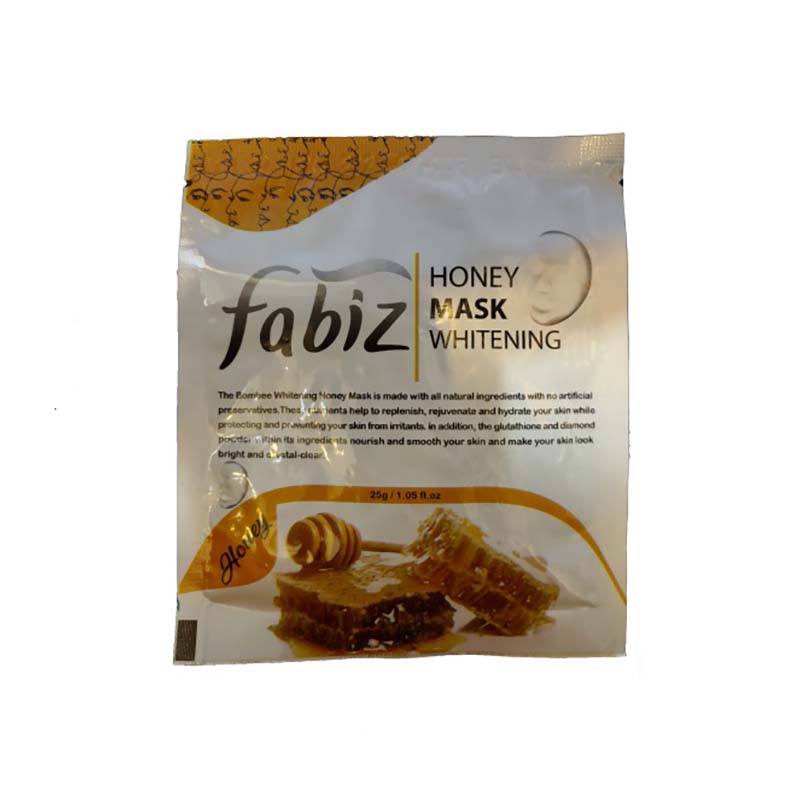 fabiz
HONEY
MASK
WHITENING
The Bombee Whitening Honey Mask is made with all natural ingredients with no artificial
preservatives. help to replenish, rejuvenate and hydrate your skin while
protecting and preventing your skin from irritants. in addition, the glutathione and diamond
powder its ingredients nourish and smooth your skin and make your skin look
bright and crystal-clear.
25g / 1.05 fl.oz
Honey